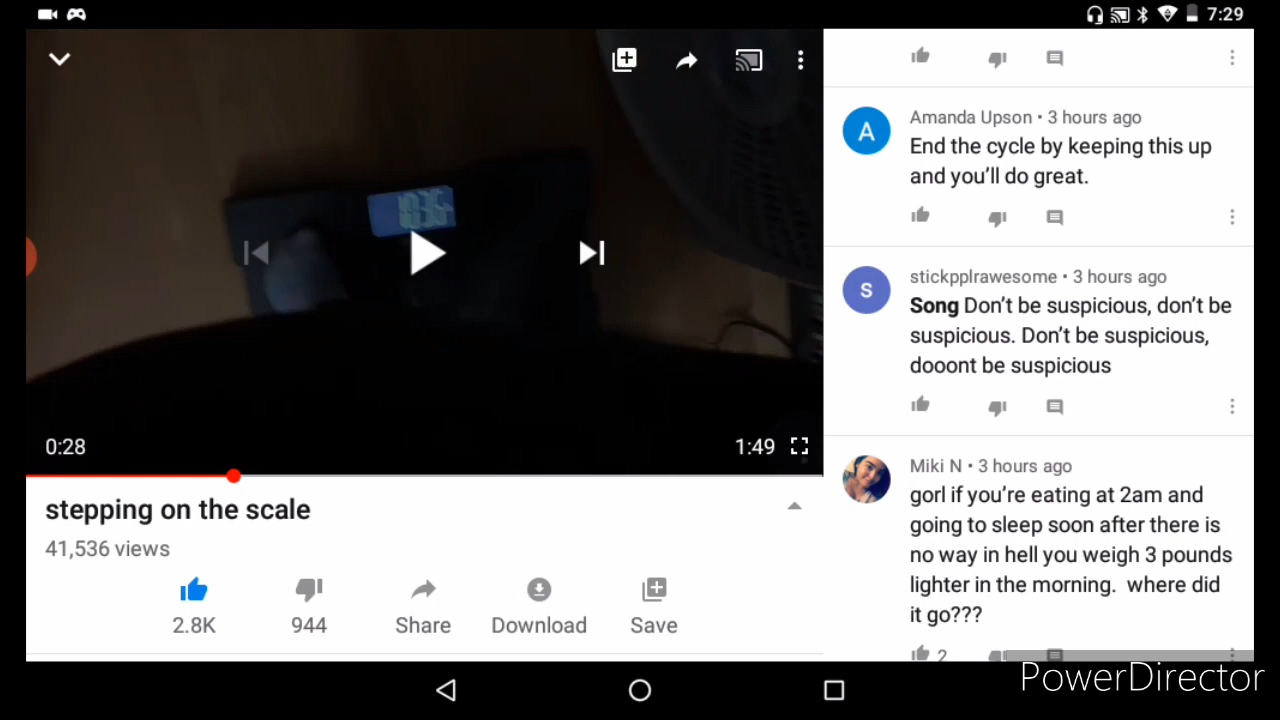 7:29
Amanda Upson • 3 hours ago
End the cycle by keeping this up
and you’ll do great.
stickpplrawesome • 3 hours ago
Song Don’t be suspicious, don’t be
suspicious. Don’t be suspicious,
dooont be suspicious
Miki N • 3 hours ago
gorl if you’re eating at 2am and
going to sleep soon after there is
no way in hell you weigh 3 pounds
lighter in the morning.  where did
it go???
2
0:28
1:49
stepping on the scale
41,536 views
2.8K
944
Share
Download
Save
A
S
PowerDirector